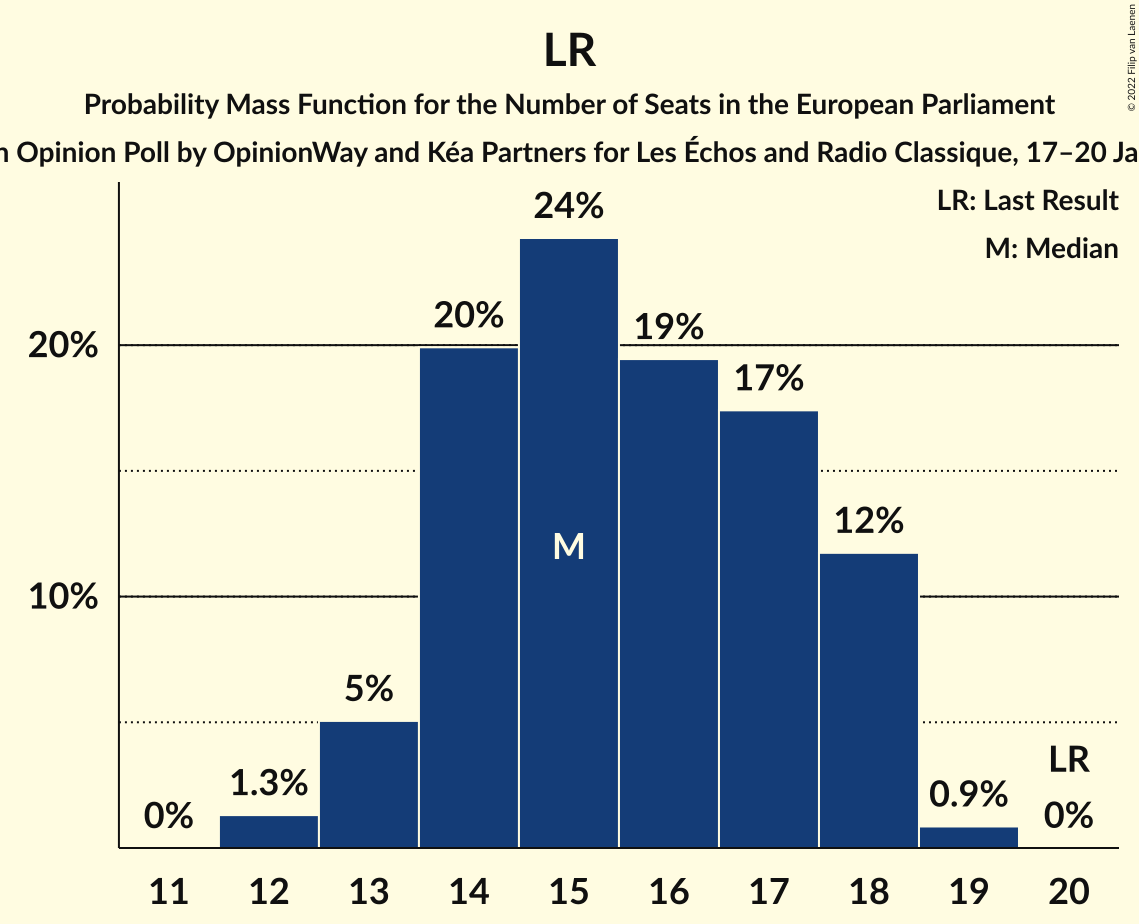 LR
Probability Mass Function for the Number of Seats in the European Parliament
Opinion Poll by OpinionWay and Kéa Partners for Les Échos and Radio Classique, 17–20
© 2022 Filip van Laenen
LR: Last Result
M: Median
24%
20%
19%
20%
17%
12%
M
10%
5%
LR
1.3%
0.9%
0%
0%
11 12 13 14 15 16 17 18 19 20